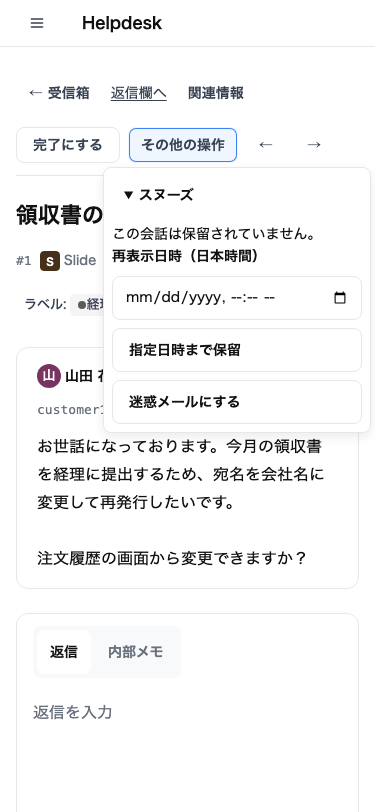 Helpdesk
← 受信箱 返信欄へ 関連情報
完了にする その他の操作 ← →
▼ スヌーズ
この会話は保留されていません。
再表示日時（日本時間）
mm/dd/yyyy, --:-- --
指定日時まで保留
迷惑メールにする
領収書の
#1 S Slide
ラベル: 経
山 山田
customer
お世話になっております。今月の領収書
を経理に提出するため、宛名を会社名に
変更して再発行したいです。
注文履歴の画面から変更できますか？
返信 内部メモ
返信を入力